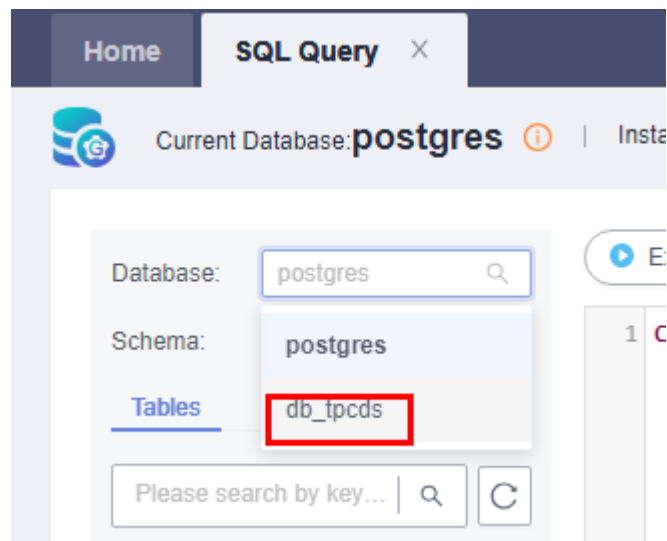 Home SQL Query ×
Current Database:postgres | Insta
Database: postgres
Schema: postgres
Tables db_tpcds
Please search by key...
1